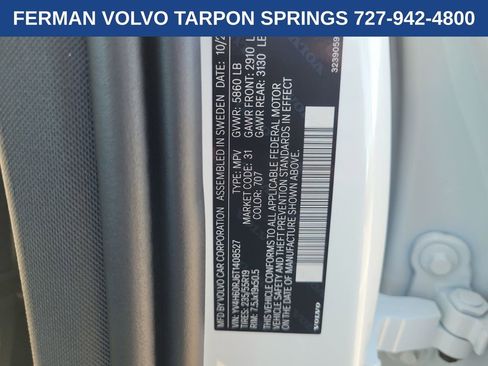 FERMAN VOLVO TARPON SPRINGS 727-942-4800
MFD. BY VOLVO CAR CORPORATION ASSEMBLED IN SWEDEN DATE: 10/2
VIN: YV4H60RJ6T1408527 TYPE: MPV GVWR: 5860 LB
TIRES: 235/55R19 MARKET CODE: 31 GAWR FRONT: 2910
RIM: 7.5Jx19x50.5 COLOR: 707 GAWR REAR: 3130 LB
THIS VEHICLE CONFORMS TO ALL APPLICABLE FEDERAL MOTOR
VEHICLE SAFETY AND THEFT PREVENTION STANDARDS IN EFFECT
ON THE DATE OF MANUFACTURE SHOWN ABOVE.
VOLVO
3239059